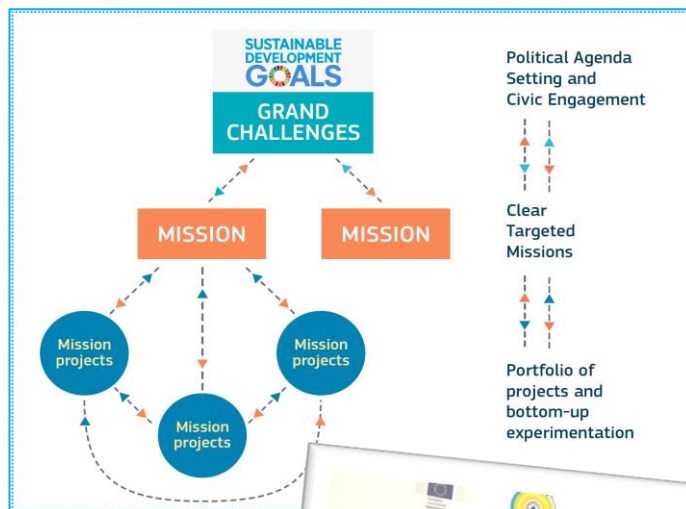 SUSTAINABLE
DEVELOPMENT
GOALS
GRAND
CHALLENGES
MISSION
MISSION
Mission
projects
Mission
projects
Mission
projects
Political Agenda
Setting and
Civic Engagement
Clear
Targeted
Missions
Portfolio of
projects and
bottom-up
experimentation